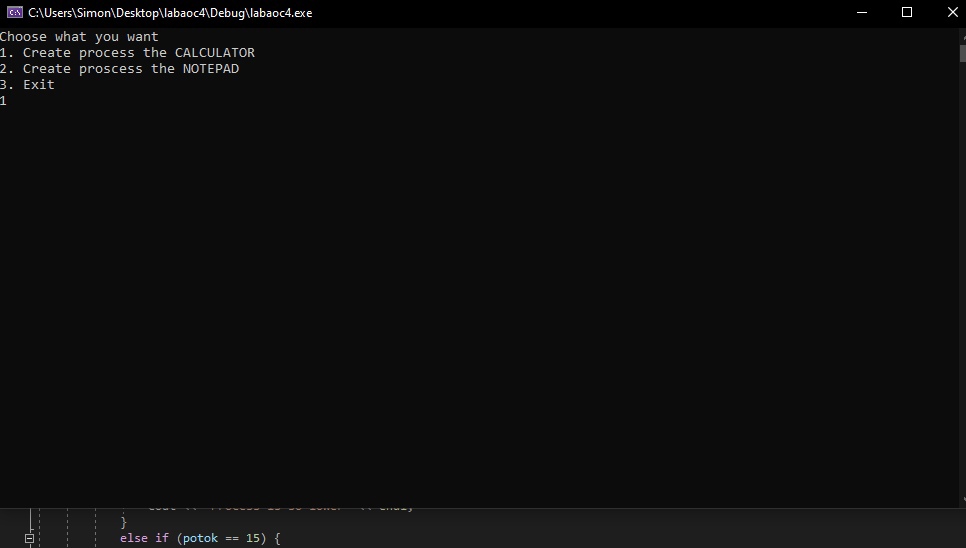 C:\Users\Simon\Desktop\labaoc4\Debug\labaoc4.exe
Choose what you want
1. Create process the CALCULATOR
2. Create proscess the NOTEPAD
3. Exit
1
}
else if (potok == 15) {